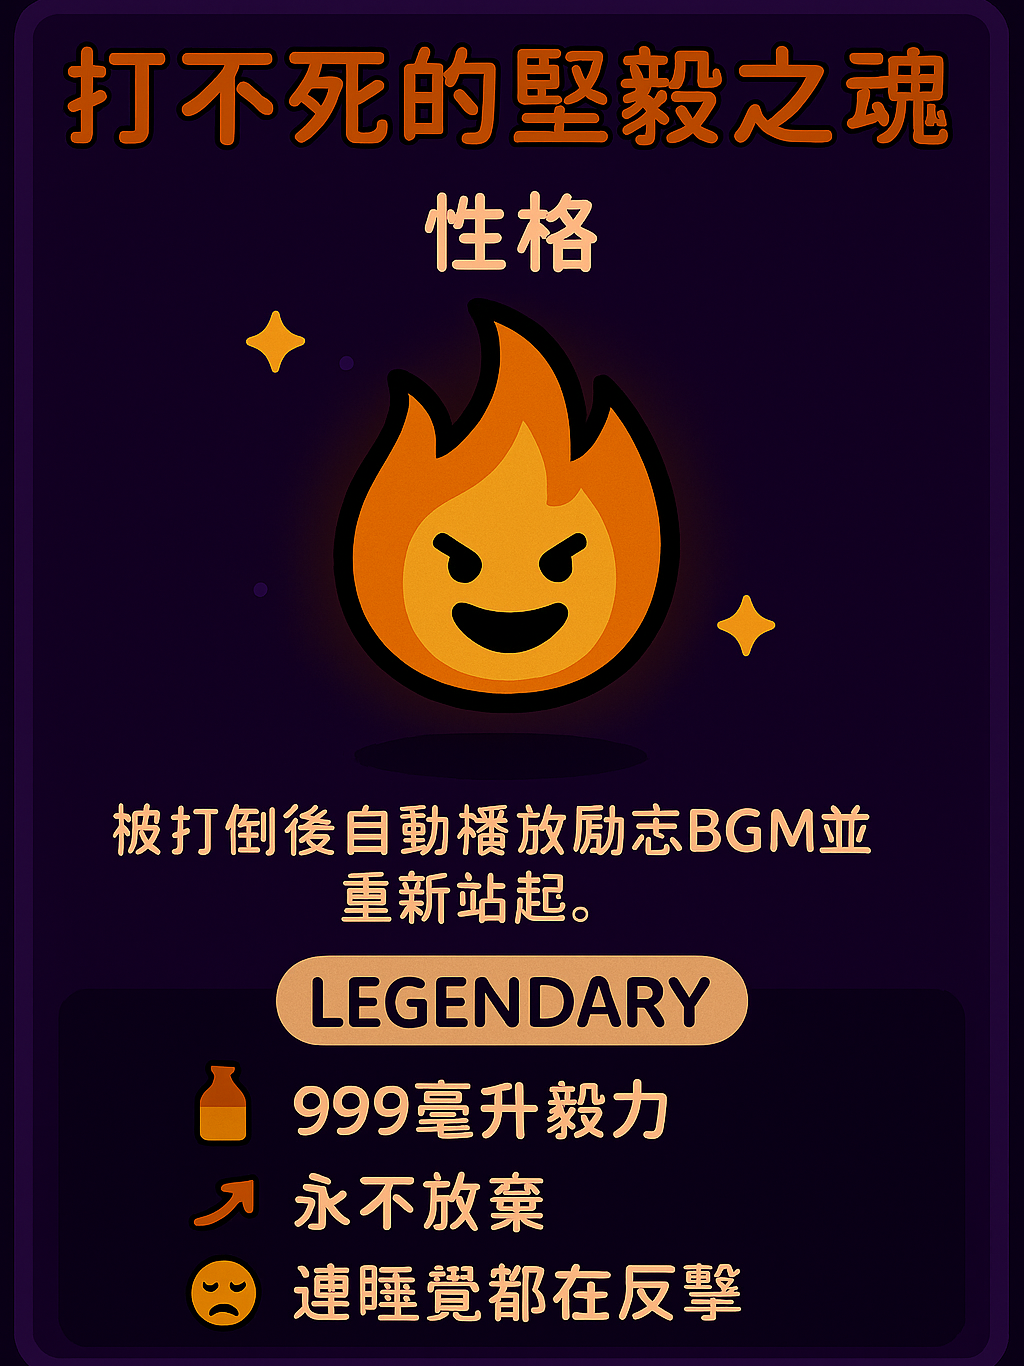 打不死的堅毅之魂
性格
被打倒後自動播放励志BGM並
重新站起。
LEGENDARY
999毫升毅力
永不放棄
連睡覺都在反擊